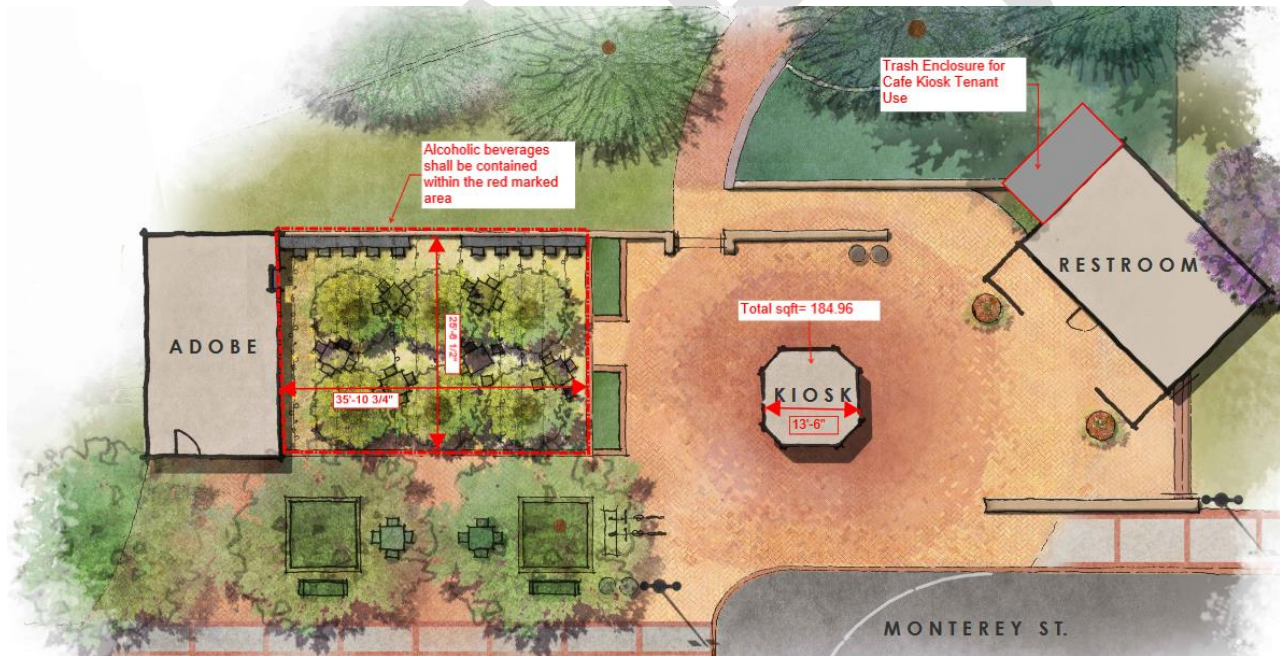 Trash Enclosure for
Cafe Kiosk Tenant
Use
Alcoholic beverages
shall be contained
within the red marked
area
RESTROOM
Total sqft= 184.96
ADOBE
25'-8 1/2"
35'-10 3/4"
KIOSK
13'-6"
MONTEREY ST.